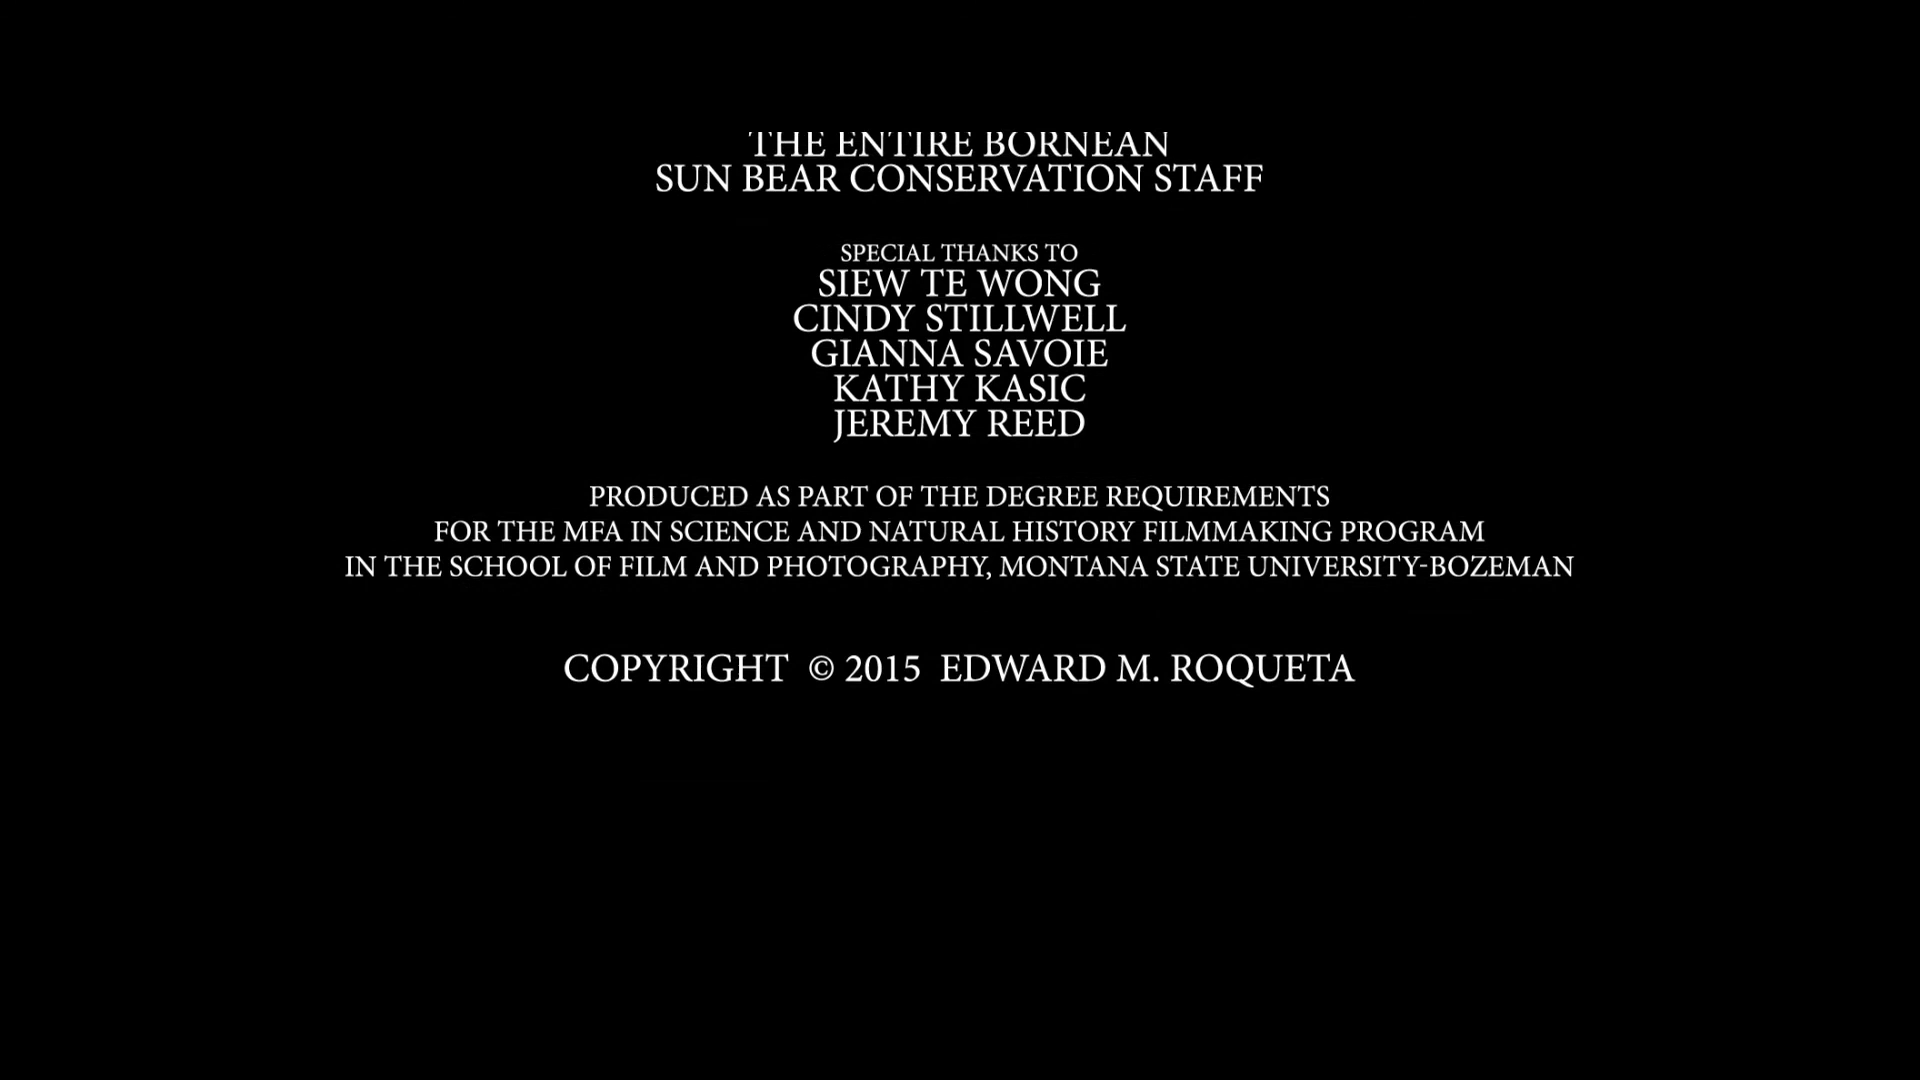 THE ENTIRE BORNEAN
SUN BEAR CONSERVATION STAFF
SPECIAL THANKS TO
SIEW TE WONG
CINDY STILLWELL
GIANNA SAVOIE
KATHY KASIC
JEREMY REED
PRODUCED AS PART OF THE DEGREE REQUIREMENTS
FOR THE MFA IN SCIENCE AND NATURAL HISTORY FILMMAKING PROGRAM
IN THE SCHOOL OF FILM AND PHOTOGRAPHY, MONTANA STATE UNIVERSITY-BOZEMAN
COPYRIGHT © 2015 EDWARD M. ROQUETA